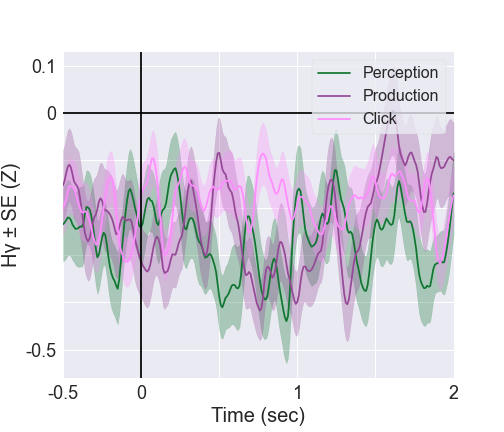 0.1
Perception
Production
0
Click
Hγ ± SE (Z)
-0.5
-0.5
0
1
2
Time (sec)